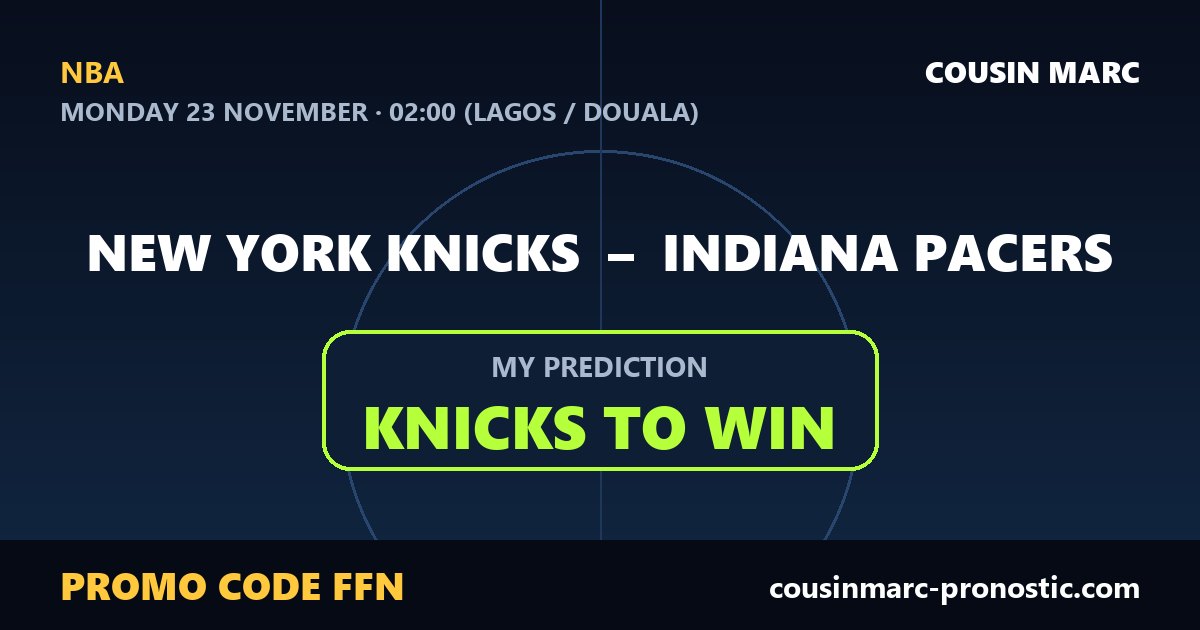 NBA
COUSIN MARC
MONDAY 23 NOVEMBER · 02:00 (LAGOS / DOUALA)
NEW YORK KNICKS – INDIANA PACERS
MY PREDICTION
KNICKS TO WIN
PROMO CODE FFN
cousinmarc-pronostic.com